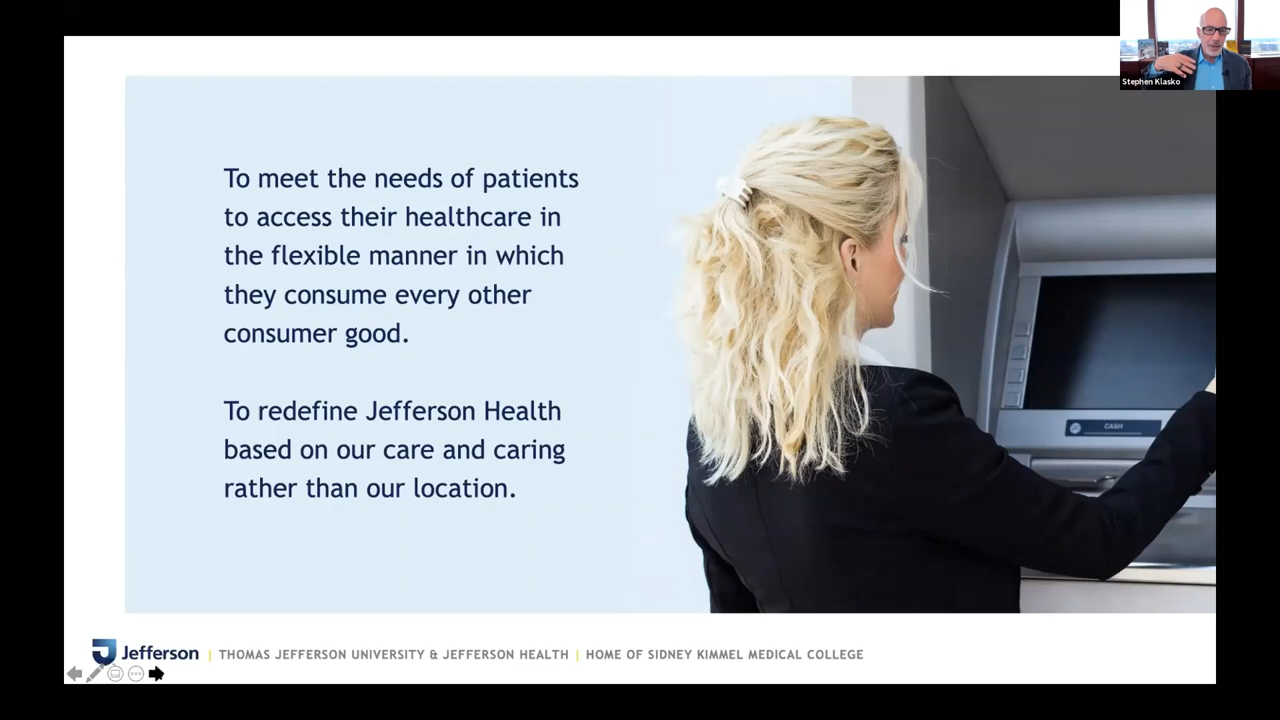 Stephen Klasko
To meet the needs of patients
to access their healthcare in
the flexible manner in which
they consume every other
consumer good.
To redefine Jefferson Health
based on our care and caring
rather than our location.
CASH
Jefferson | THOMAS JEFFERSON UNIVERSITY & JEFFERSON HEALTH | HOME OF SIDNEY KIMMEL MEDICAL COLLEGE